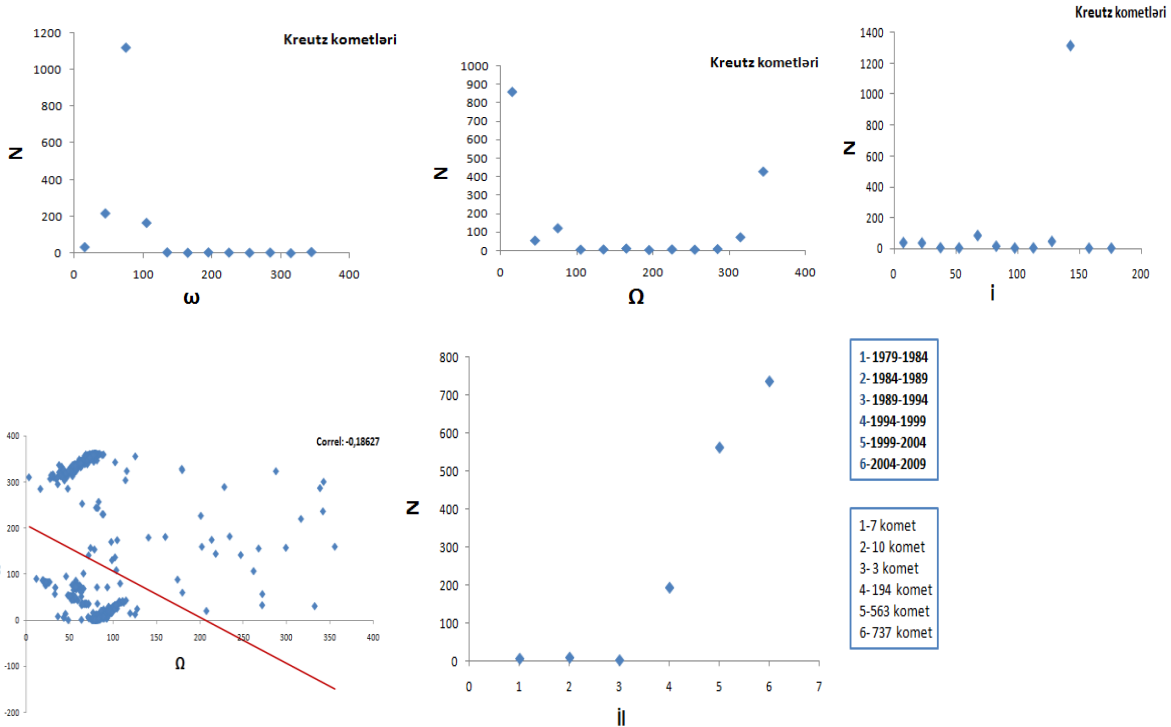 Kreutz kometləri
1200
1000
800
600
400
200
0
N
0 100 200 300 400
ω
Kreutz kometləri
1000
900
800
700
600
500
400
300
200
100
0
N
0 100 200 300 400
Ω
Kreutz kometləri
1400
1200
1000
800
600
400
200
0
N
0 50 100 150 200
i
Correl: -0,18627
400
300
200
100
0
-100
-200
0 50 100 150 200 250 300 350 400
Ω
800
700
600
500
400
300
200
100
0
N
0 1 2 3 4 5 6 7
il
1- 1979-1984
2- 1984-1989
3- 1989-1994
4-1994-1999
5-1999-2004
6-2004-2009
1-7 komet
2-10 komet
3- 3 komet
4-194 komet
5-563 komet
6-737 komet